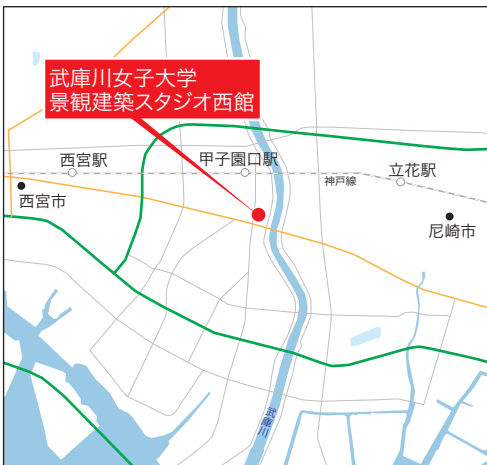 武庫川女子大学
景観建築スタジオ西館
西宮駅
甲子園口駅
立花駅
神戸線
西宮市
尼崎市
武庫川